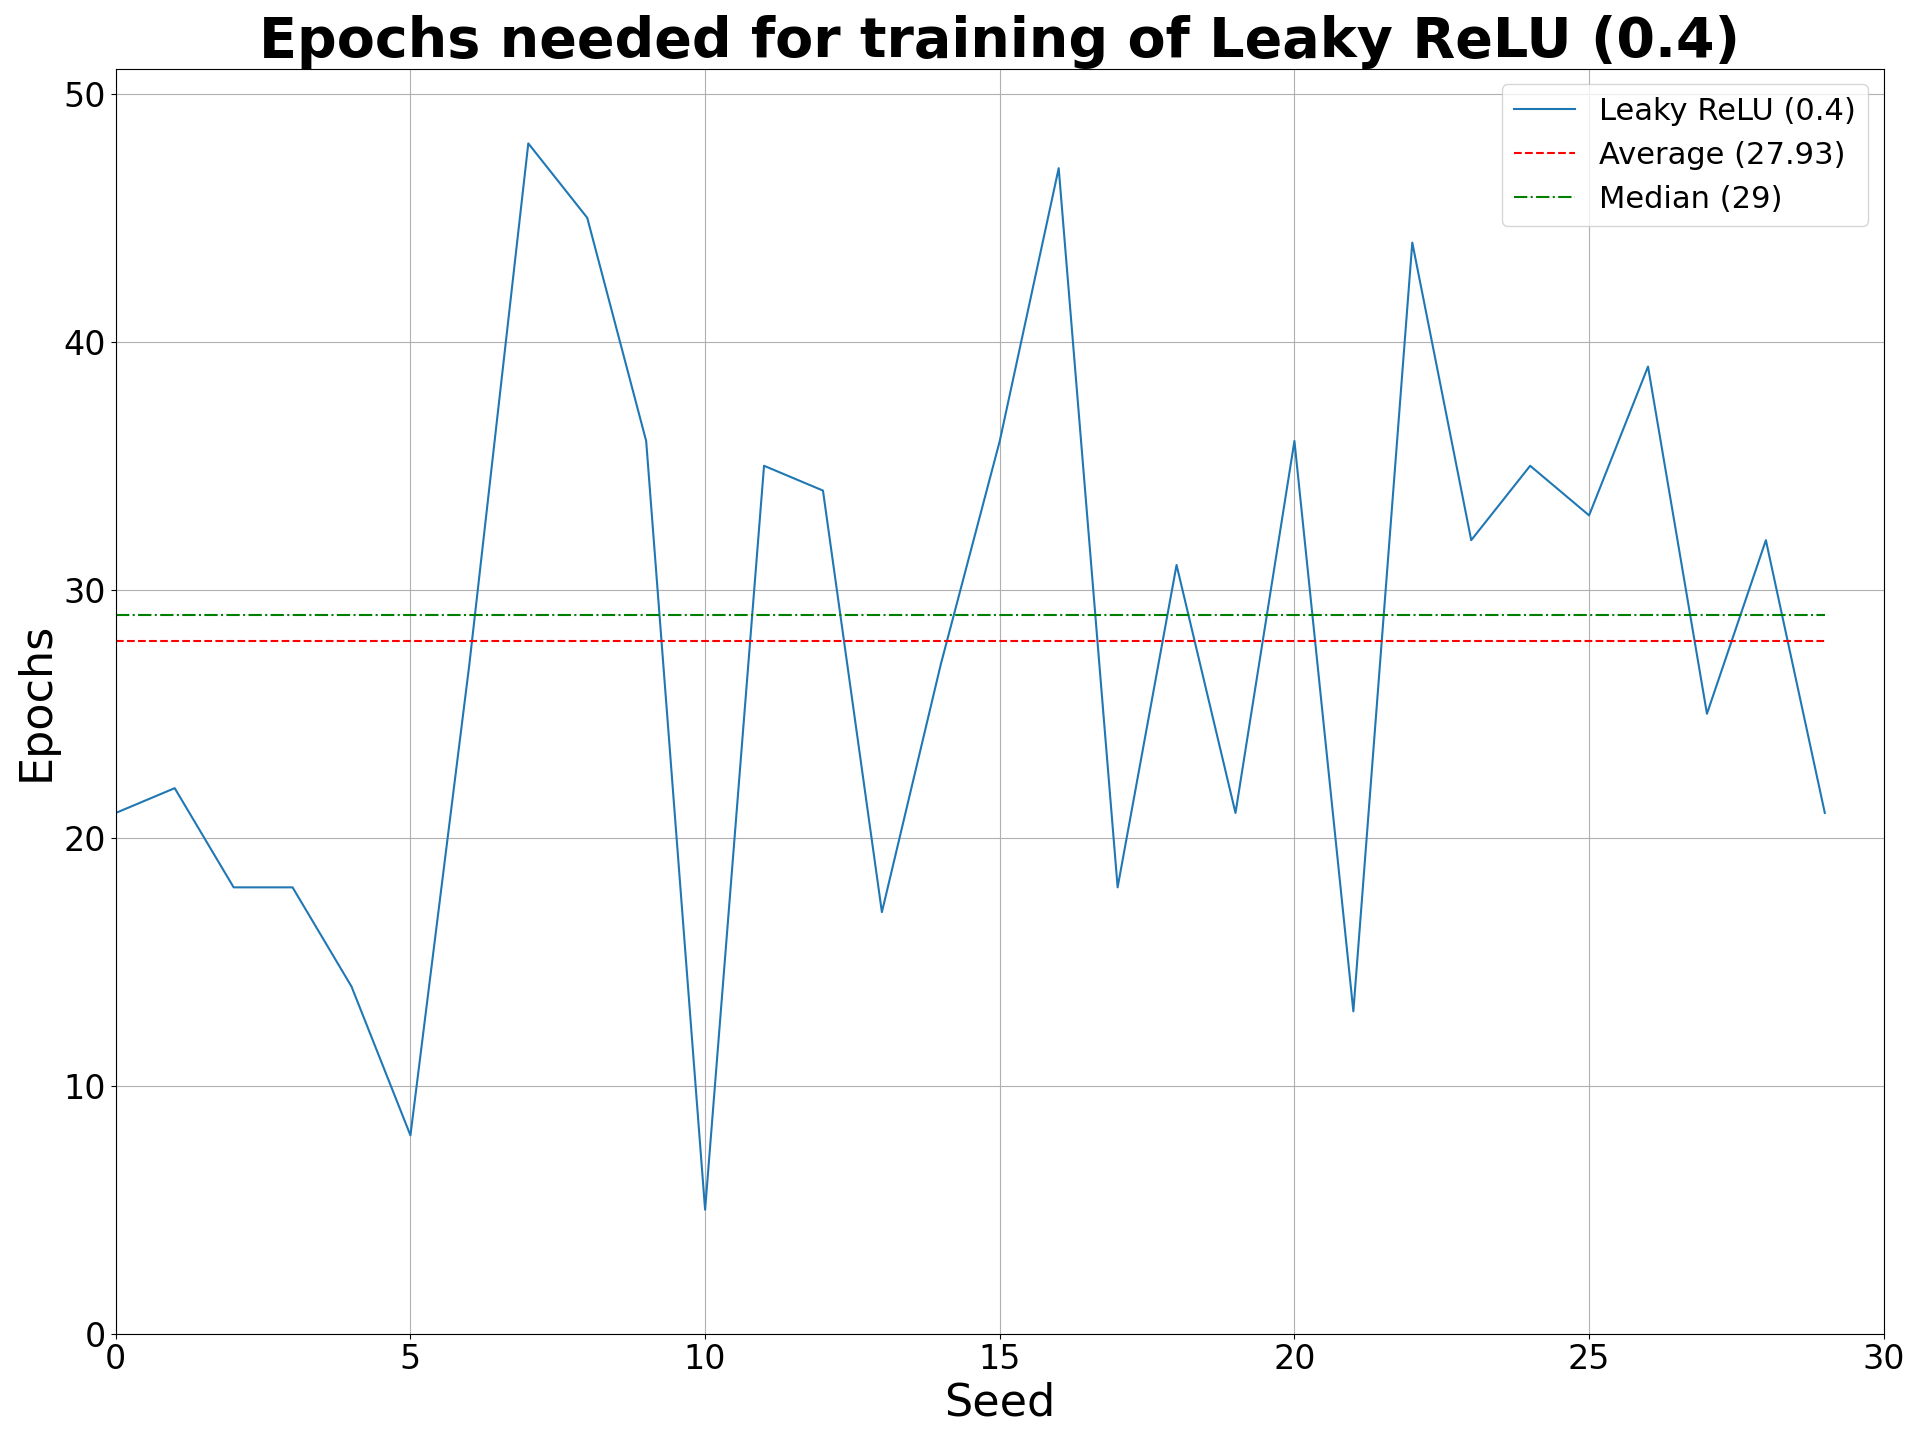 Epochs needed for training of Leaky ReLU (0.4)
Leaky ReLU (0.4)
Average (27.93)
Median (29)
Epochs
50
40
30
20
10
0
0 5 10 15 20 25 30
Seed